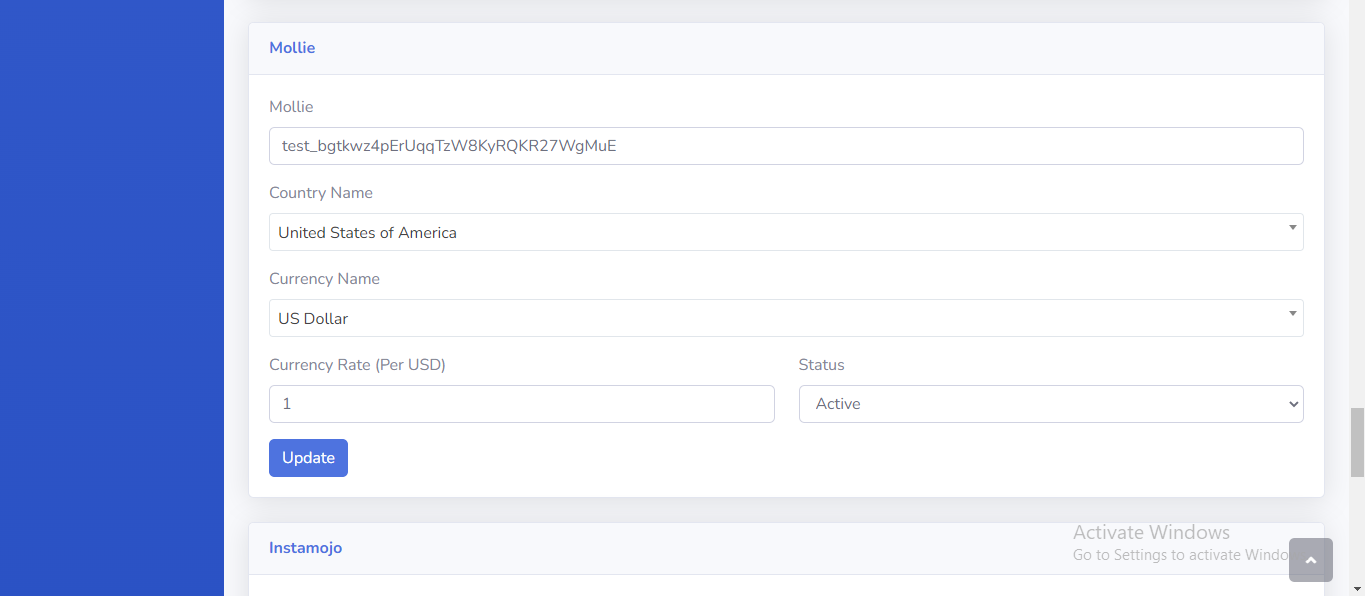 Mollie
Mollie
test_bgtkwz4pErUqqTzW8KyRQKR27WgMuE
Country Name
United States of America
Currency Name
US Dollar
Currency Rate (Per USD)
Status
1
Active
Update
Instamojo
Activate Windows
Go to Settings to activate Windo